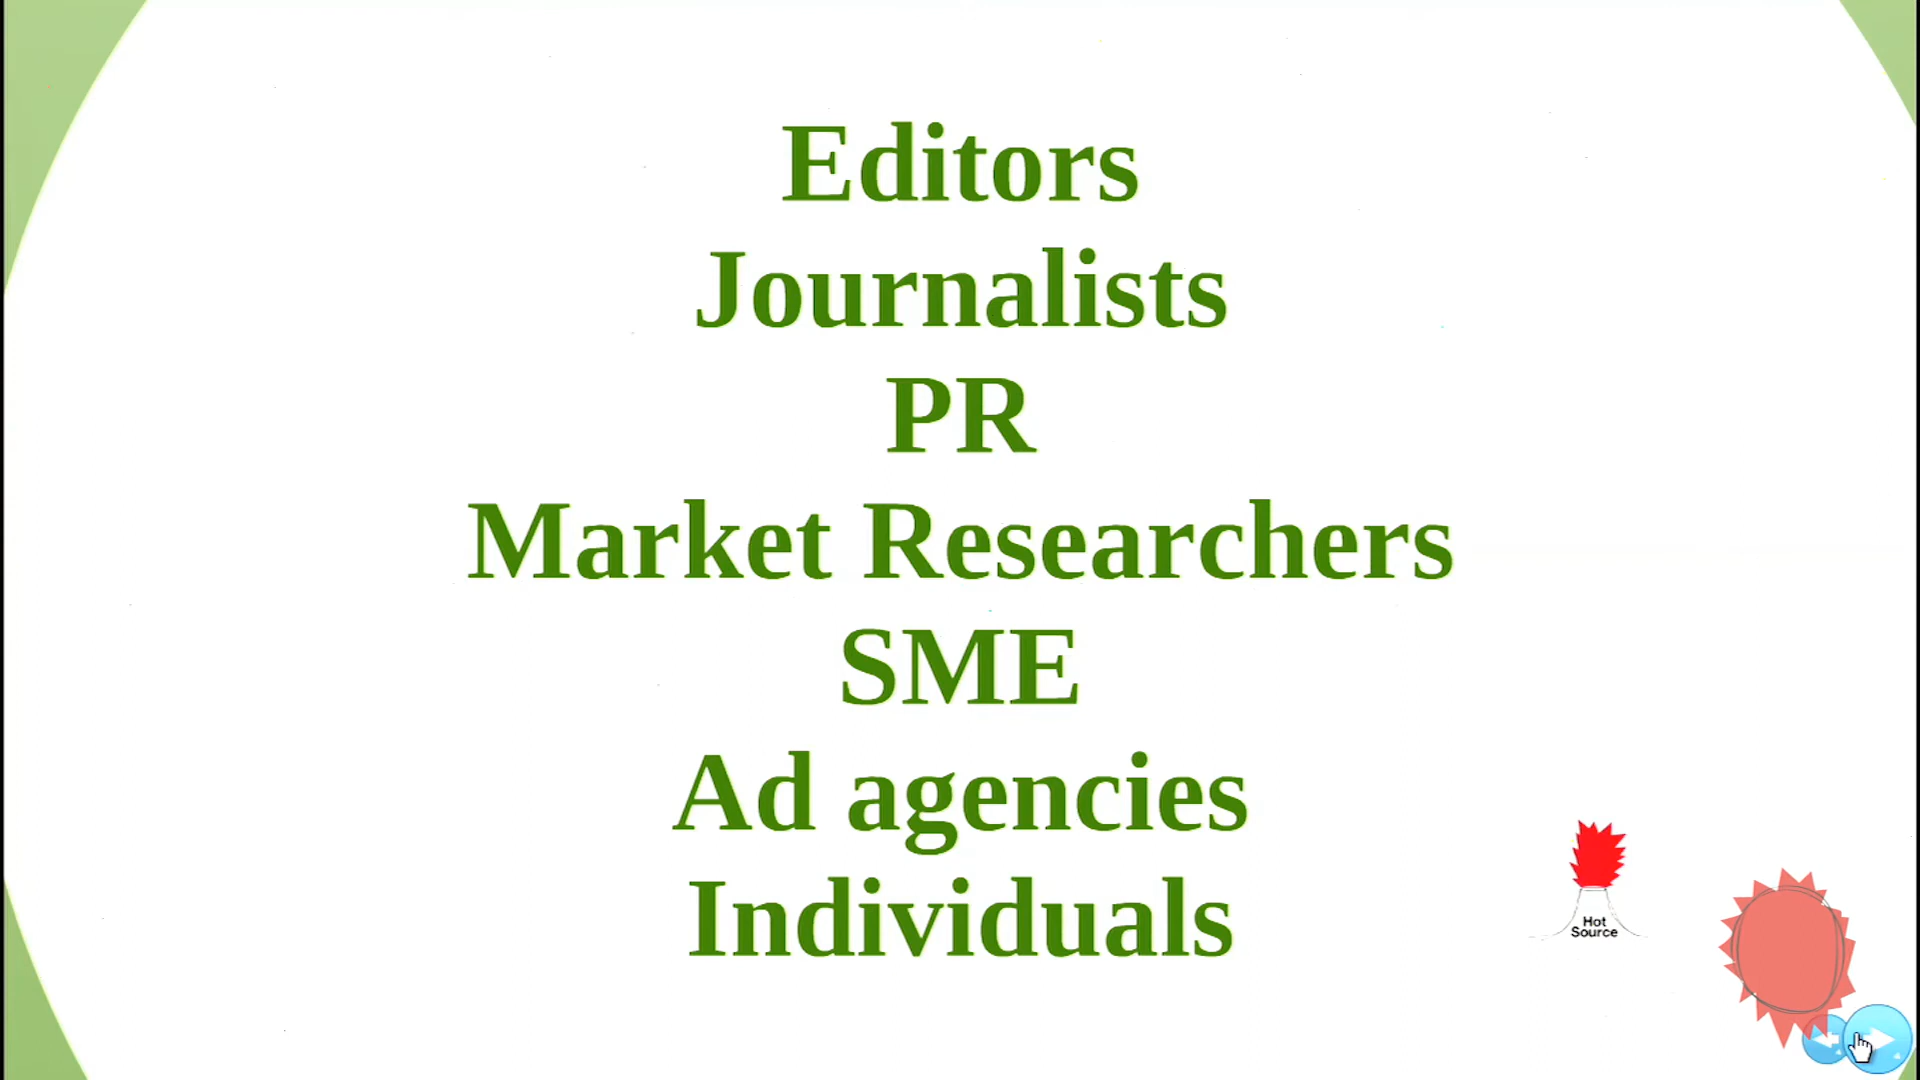 Editors
Journalists
PR
Market Researchers
SME
Ad agencies
Individuals
Hot
Source